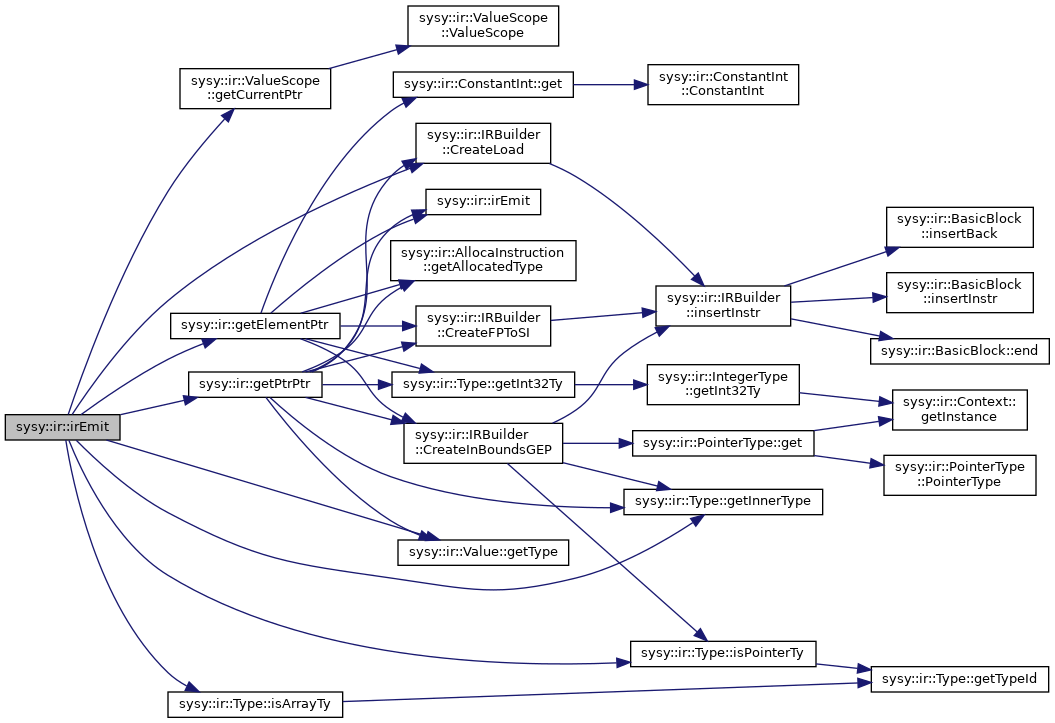 sysy::ir::ValueScope
::ValueScope
sysy::ir::ValueScope
::getCurrentPtr
sysy::ir::ConstantInt::get
sysy::ir::ConstantInt
::ConstantInt
sysy::ir::IRBuilder
::CreateLoad
sysy::ir::irEmit
sysy::ir::BasicBlock
::insertBack
sysy::ir::AllocaInstruction
::getAllocatedType
sysy::ir::BasicBlock
::insertInstr
sysy::ir::IRBuilder
::insertInstr
sysy::ir::getElementPtr
sysy::ir::IRBuilder
::CreateFPToSI
sysy::ir::BasicBlock::end
sysy::ir::getPtrPtr
sysy::ir::Type::getInt32Ty
sysy::ir::IntegerType
::getInt32Ty
sysy::ir::Context::
getInstance
sysy::ir::irEmit
sysy::ir::IRBuilder
::CreateInBoundsGEP
sysy::ir::PointerType::get
sysy::ir::PointerType
::PointerType
sysy::ir::Type::getInnerType
sysy::ir::Value::getType
sysy::ir::Type::isPointerTy
sysy::ir::Type::getTypeId
sysy::ir::Type::isArrayTy